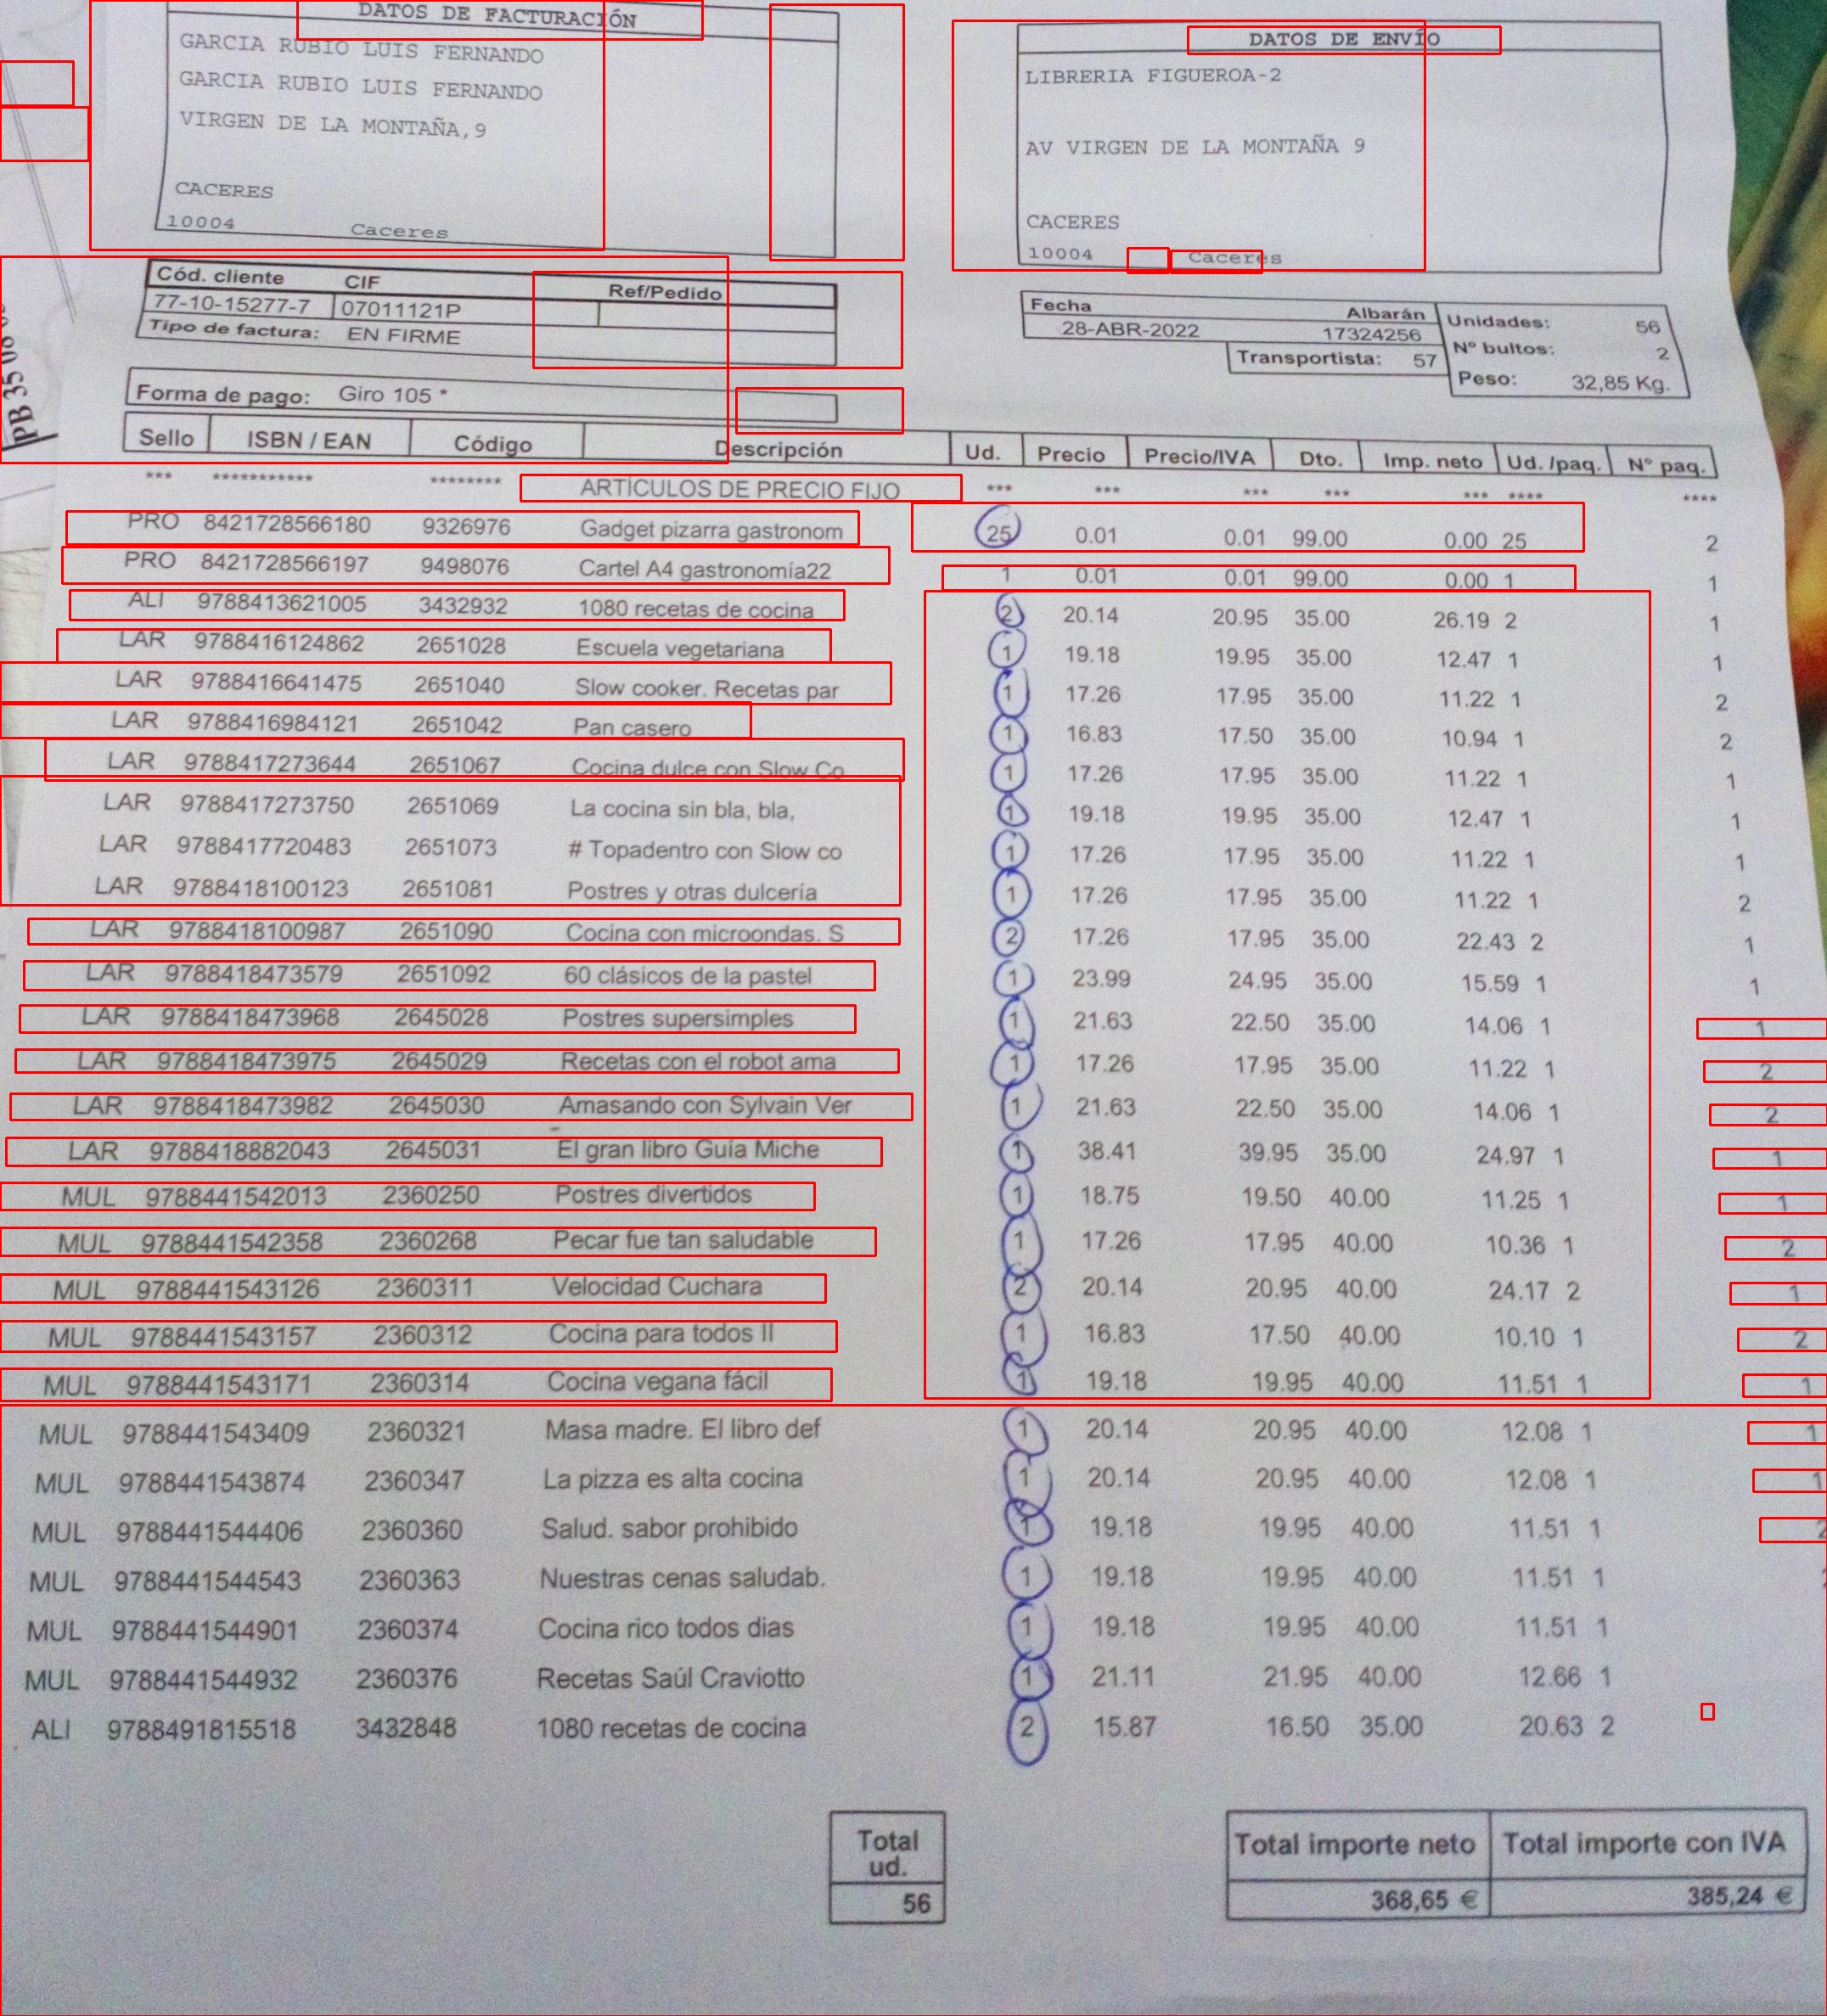 DATOS DE FACTURACIÓN
GARCIA RUBIO LUIS FERNANDO
GARCIA RUBIO LUIS FERNANDO
VIRGEN DE LA MONTAÑA,9
CACERES
10004 Caceres
DATOS DE ENVÍO
LIBRERIA FIGUEROA-2
AV VIRGEN DE LA MONTAÑA 9
CACERES
10004 Caceres
Cód. cliente CIF Ref/Pedido
77-10-15277-7 07011121P
Tipo de factura: EN FIRME
Fecha Albarán
28-ABR-2022 17324256
Transportista: 57
Unidades: 56
Nº bultos: 2
Peso: 32,85 Kg.
Forma de pago: Giro 105 *
Sello ISBN / EAN Código Descripción Ud. Precio Precio/IVA Dto. Imp. neto Ud. /paq. Nº paq.
*** *********** ******** ARTÍCULOS DE PRECIO FIJO *** *** *** *** *** **** ****
PRO 8421728566180 9326976 Gadget pizarra gastronom 25 0.01 0.01 99.00 0.00 25 2
PRO 8421728566197 9498076 Cartel A4 gastronomía22 1 0.01 0.01 99.00 0.00 1 1
ALI 9788413621005 3432932 1080 recetas de cocina 2 20.14 20.95 35.00 26.19 2 1
LAR 9788416124862 2651028 Escuela vegetariana 1 19.18 19.95 35.00 12.47 1 1
LAR 9788416641475 2651040 Slow cooker. Recetas par 1 17.26 17.95 35.00 11.22 1 2
LAR 9788416984121 2651042 Pan casero 1 16.83 17.50 35.00 10.94 1 2
LAR 9788417273644 2651067 Cocina dulce con Slow Co 1 17.26 17.95 35.00 11.22 1 1
LAR 9788417273750 2651069 La cocina sin bla, bla, 1 19.18 19.95 35.00 12.47 1 1
LAR 9788417720483 2651073 # Topadentro con Slow co 1 17.26 17.95 35.00 11.22 1 1
LAR 9788418100123 2651081 Postres y otras dulcería 1 17.26 17.95 35.00 11.22 1 2
LAR 9788418100987 2651090 Cocina con microondas. S 2 17.26 17.95 35.00 22.43 2 1
LAR 9788418473579 2651092 60 clásicos de la pastel 1 23.99 24.95 35.00 15.59 1 1
LAR 9788418473968 2645028 Postres supersimples 1 21.63 22.50 35.00 14.06 1 1
LAR 9788418473975 2645029 Recetas con el robot ama 1 17.26 17.95 35.00 11.22 1 2
LAR 9788418473982 2645030 Amasando con Sylvain Ver 1 21.63 22.50 35.00 14.06 1 2
LAR 9788418882043 2645031 El gran libro Guía Miche 1 38.41 39.95 35.00 24.97 1 1
MUL 9788441542013 2360250 Postres divertidos 1 18.75 19.50 40.00 11.25 1 1
MUL 9788441542358 2360268 Pecar fue tan saludable 1 17.26 17.95 40.00 10.36 1 2
MUL 9788441543126 2360311 Velocidad Cuchara 2 20.14 20.95 40.00 24.17 2 1
MUL 9788441543157 2360312 Cocina para todos II 1 16.83 17.50 40.00 10.10 1 2
MUL 9788441543171 2360314 Cocina vegana fácil 1 19.18 19.95 40.00 11.51 1 1
MUL 9788441543409 2360321 Masa madre. El libro def 1 20.14 20.95 40.00 12.08 1 1
MUL 9788441543874 2360347 La pizza es alta cocina 1 20.14 20.95 40.00 12.08 1 1
MUL 9788441544406 2360360 Salud. sabor prohibido 1 19.18 19.95 40.00 11.51 1 2
MUL 9788441544543 2360363 Nuestras cenas saludab. 1 19.18 19.95 40.00 11.51 1
MUL 9788441544901 2360374 Cocina rico todos dias 1 19.18 19.95 40.00 11.51 1
MUL 9788441544932 2360376 Recetas Saúl Craviotto 1 21.11 21.95 40.00 12.66 1
ALI 9788491815518 3432848 1080 recetas de cocina 2 15.87 16.50 35.00 20.63 2
Total ud.
56
Total importe neto Total importe con IVA
368,65 € 385,24 €